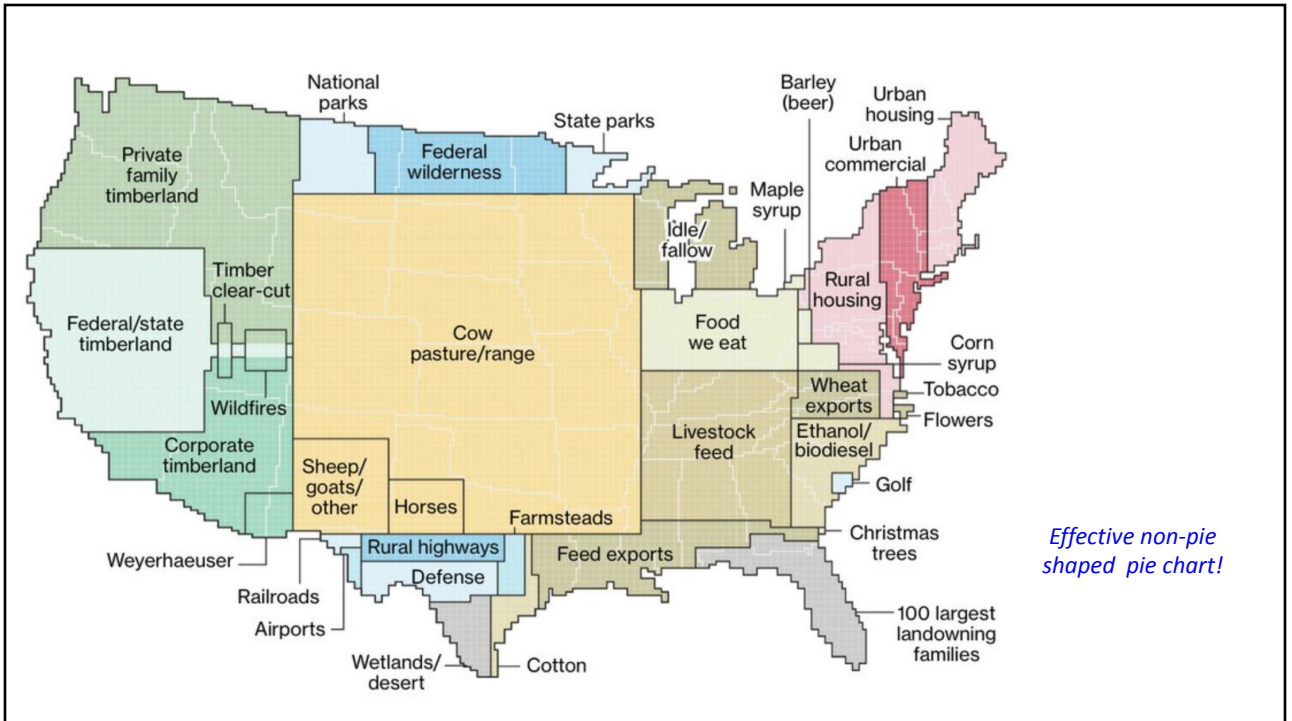 National
parks
Barley
(beer)
Urban
housing
State parks
Urban
commercial
Private
family
timberland
Federal
wilderness
Maple
syrup
Idle/
fallow
Timber
clear-cut
Rural
housing
Federal/state
timberland
Cow
pasture/range
Food
we eat
Corn
syrup
Wildfires
Wheat
exports
Tobacco
Flowers
Corporate
timberland
Livestock
feed
Ethanol/
biodiesel
Sheep/
goats/
other
Horses
Golf
Farmsteads
Christmas
trees
Weyerhaeuser
Rural highways
Feed exports
Defense
Railroads
Airports
100 largest
landowning
families
Wetlands/
desert
Cotton
Effective non-pie
shaped pie chart!